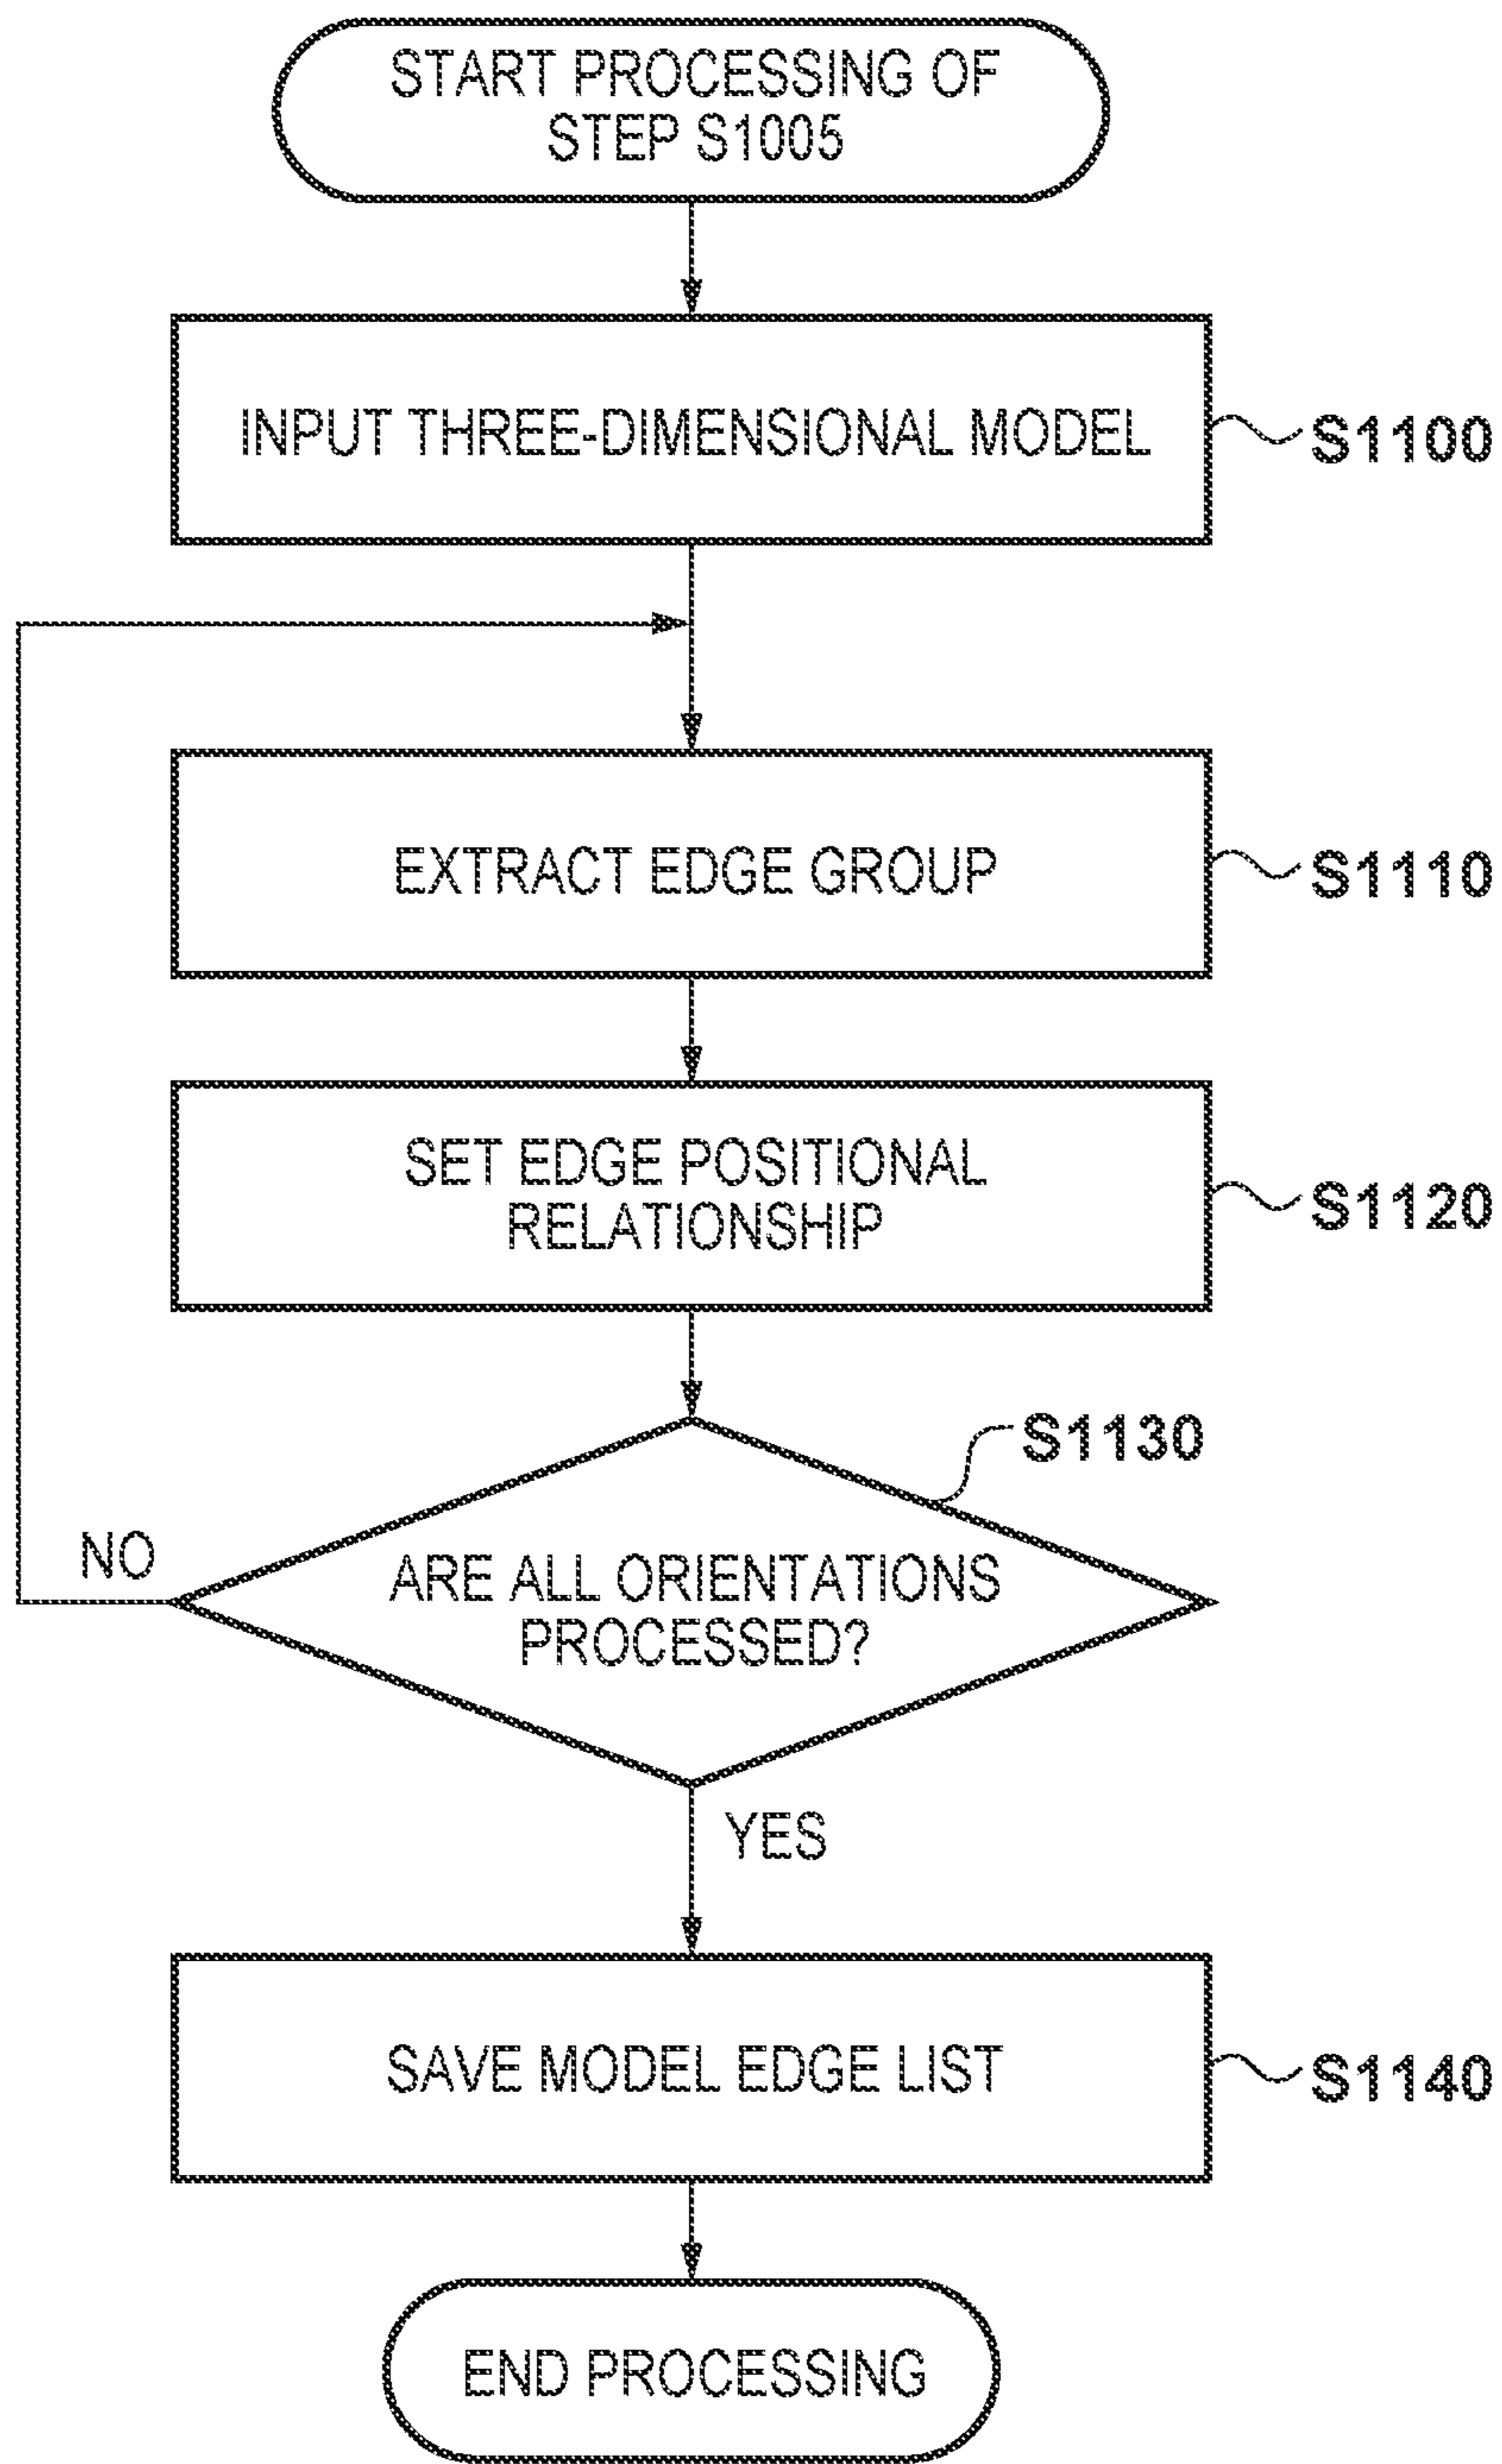 START PROCESSING OF
STEP S1005
INPUT THREE-DIMENSIONAL MODEL
S1100
EXTRACT EDGE GROUP
S1110
SET EDGE POSITIONAL
RELATIONSHIP
S1120
S1130
ARE ALL ORIENTATIONS
PROCESSED?
NO
YES
SAVE MODEL EDGE LIST
S1140
END PROCESSING